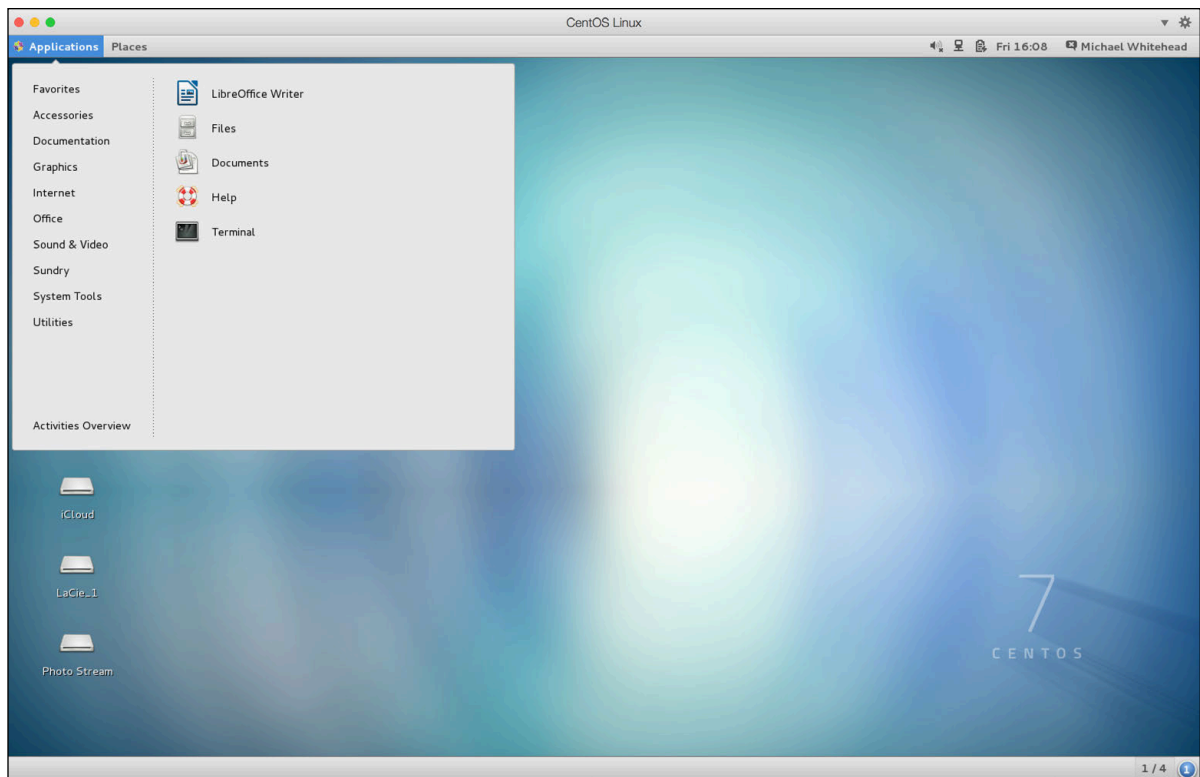 CentOS Linux
Applications Places
Fri 16:08 Michael Whitehead
Favorites
Accessories
Documentation
Graphics
Internet
Office
Sound & Video
Sundry
System Tools
Utilities
Activities Overview
LibreOffice Writer
Files
Documents
Help
Terminal
iCloud
LaCie_1
Photo Stream
7
CENTOS
1 / 4 1